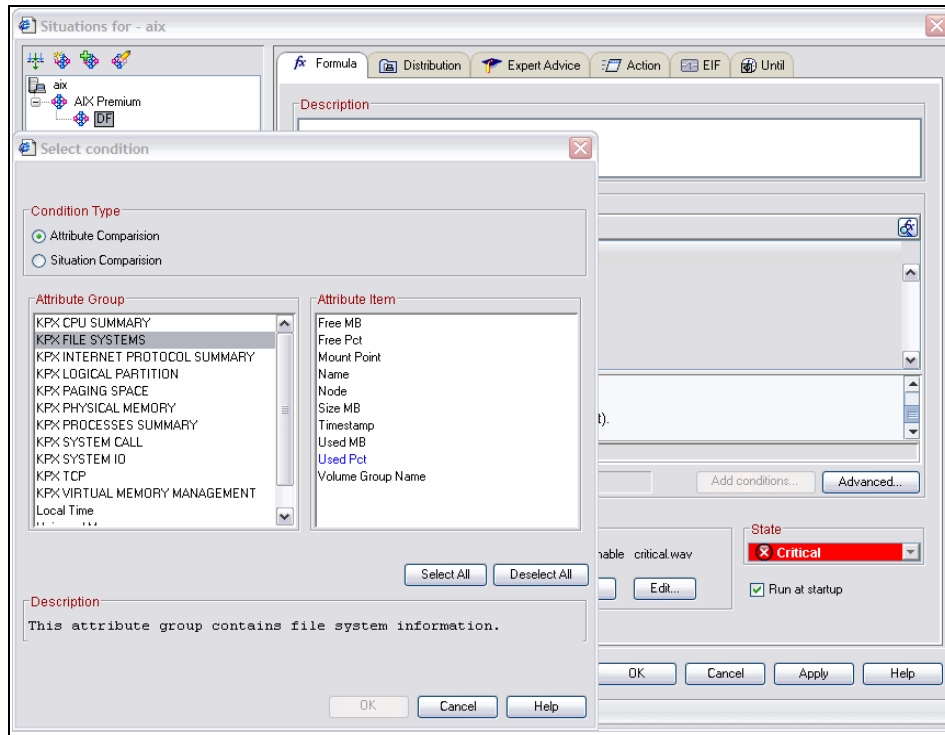 Situations for - aix
aix
AIX Premium
DF
fx Formula
Distribution
Expert Advice
Action
EIF
Until
Description
Select condition
Condition Type
Attribute Comparision
Situation Comparision
Attribute Group
KPX CPU SUMMARY
KPX FILE SYSTEMS
KPX INTERNET PROTOCOL SUMMARY
KPX LOGICAL PARTITION
KPX PAGING SPACE
KPX PHYSICAL MEMORY
KPX PROCESSES SUMMARY
KPX SYSTEM CALL
KPX SYSTEM IO
KPX TCP
KPX VIRTUAL MEMORY MANAGEMENT
Local Time
Attribute Item
Free MB
Free Pct
Mount Point
Name
Node
Size MB
Timestamp
Used MB
Used Pct
Volume Group Name
Select All
Deselect All
Description
This attribute group contains file system information.
OK
Cancel
Help
t).
Add conditions...
Advanced...
critical.wav
Edit...
State
Critical
Run at startup
OK
Cancel
Apply
Help